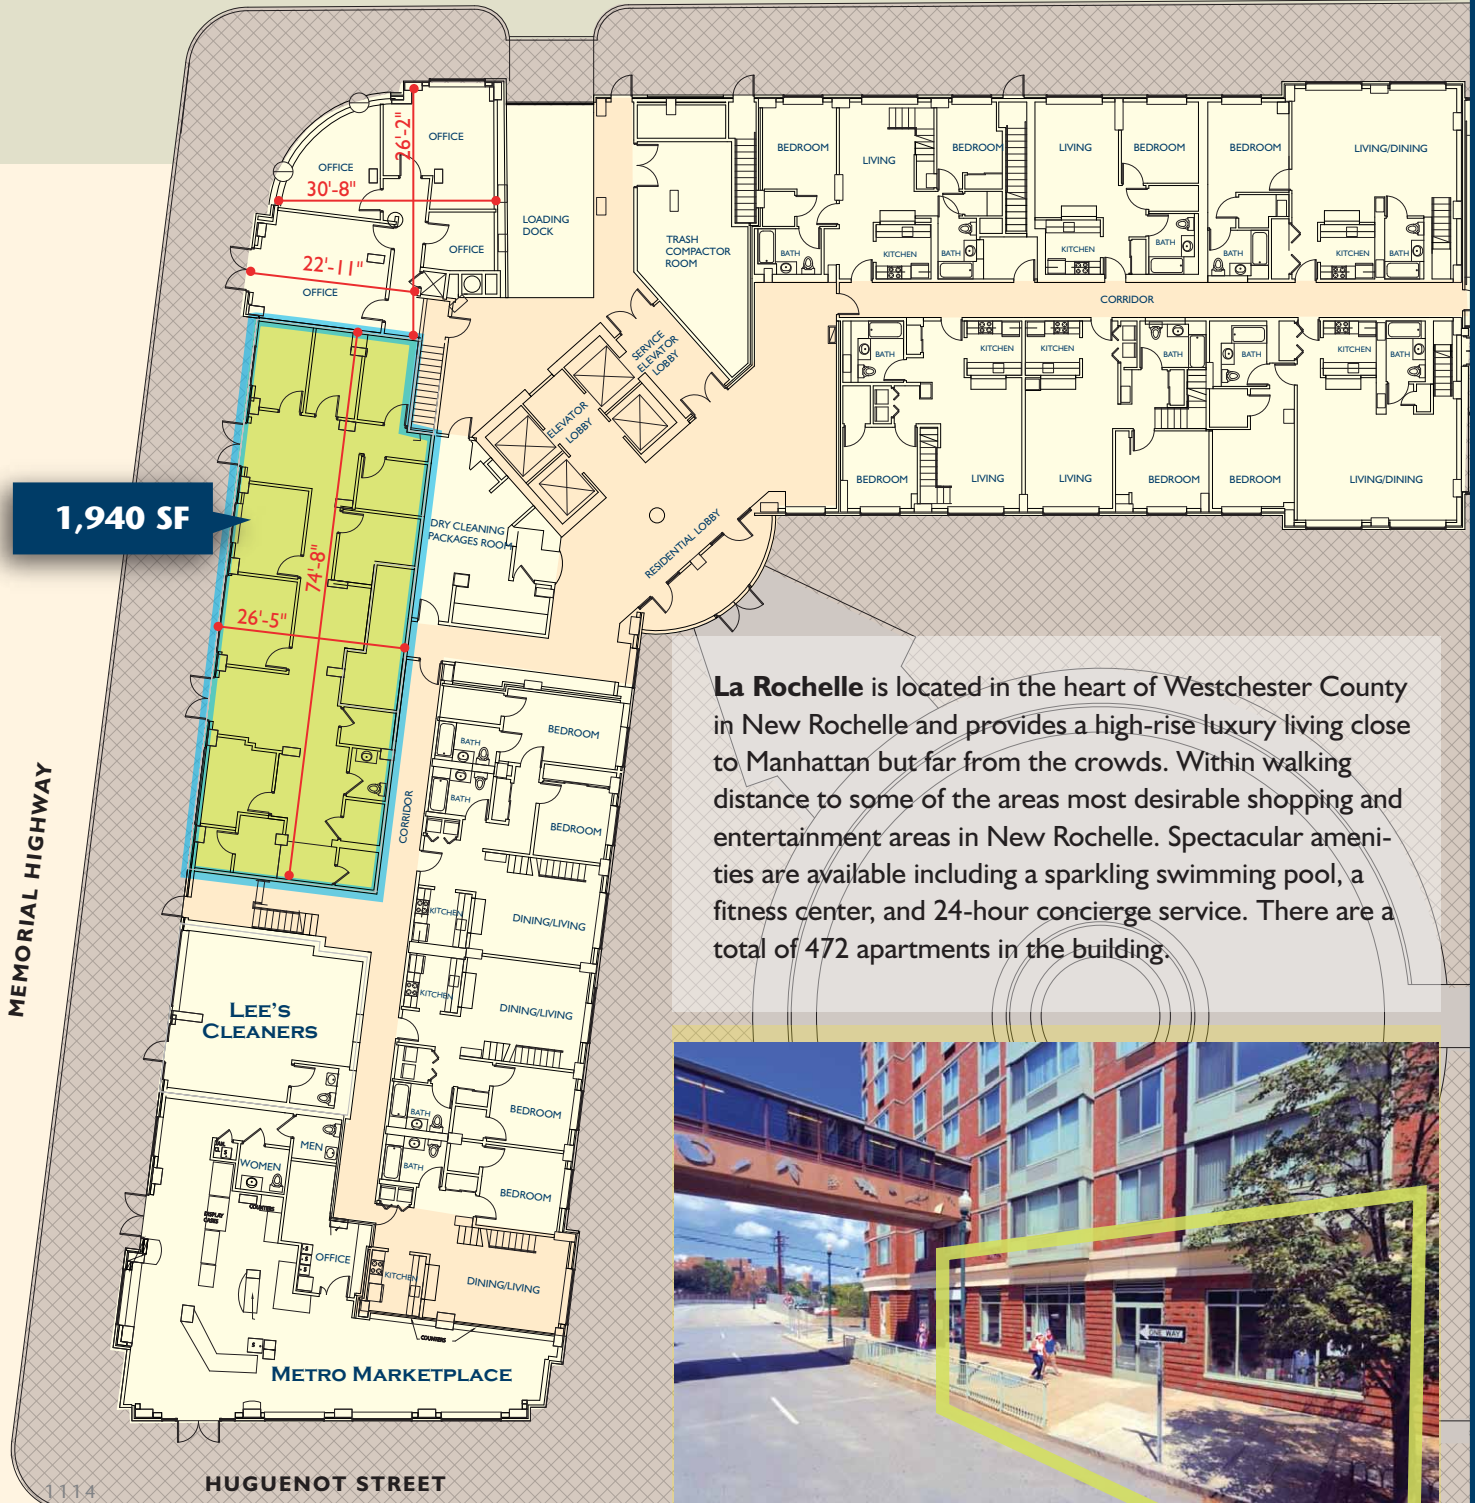 OFFICE
26'-2"
OFFICE
30'-8"
OFFICE
22'-11"
OFFICE
LOADING
DOCK
TRASH
COMPACTOR
ROOM
BEDROOM
LIVING
BEDROOM
BATH
KITCHEN
BATH
LIVING
BEDROOM
KITCHEN
BATH
BEDROOM
LIVING/DINING
BATH
KITCHEN
BATH
CORRIDOR
BATH
KITCHEN
KITCHEN
BATH
BATH
KITCHEN
BATH
BEDROOM
LIVING
LIVING
BEDROOM
BEDROOM
LIVING/DINING
SERVICE
ELEVATOR
LOBBY
ELEVATOR
LOBBY
RESIDENTIAL LOBBY
DRY CLEANING
PACKAGES ROOM
1,940 SF
74'-8"
26'-5"
La Rochelle is located in the heart of Westchester County
in New Rochelle and provides a high-rise luxury living close
to Manhattan but far from the crowds. Within walking
distance to some of the areas most desirable shopping and
entertainment areas in New Rochelle. Spectacular ameni-
ties are available including a sparkling swimming pool, a
fitness center, and 24-hour concierge service. There are a
total of 472 apartments in the building.
MEMORIAL HIGHWAY
CORRIDOR
BEDROOM
BATH
BATH
BEDROOM
KITCHEN
DINING/LIVING
KITCHEN
DINING/LIVING
BATH
BEDROOM
BATH
BEDROOM
KITCHEN
DINING/LIVING
LEE'S
CLEANERS
MEN
WOMEN
COUNTERS
DISPLAY
CASES
OFFICE
COUNTERS
METRO MARKETPLACE
ONE WAY
HUGUENOT STREET
1114